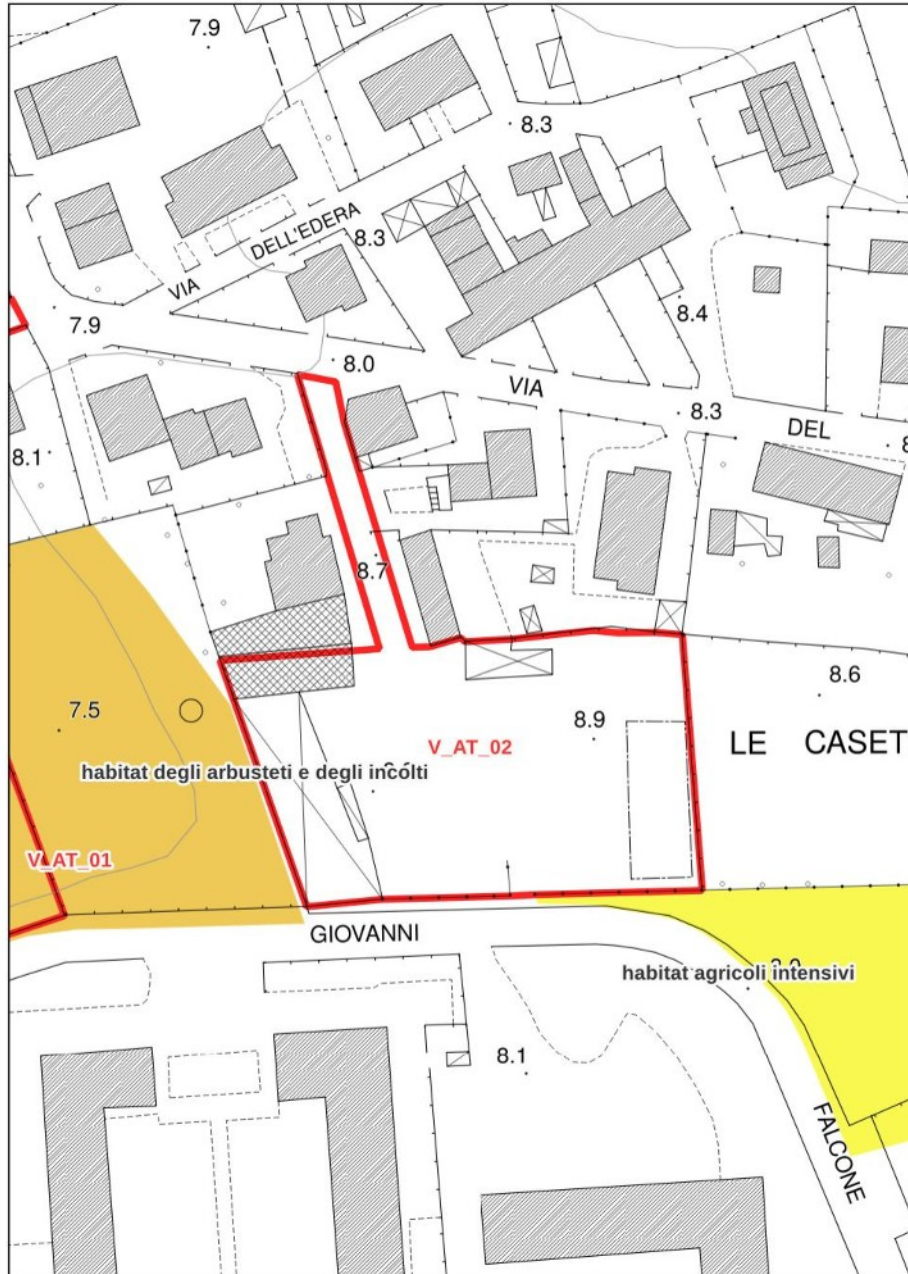 7.9
8.3
DELL'EDERA
8.3
VIA
7.9
8.4
8.0
VIA
8.3
DEL
8.1
8.7
8.6
7.5
8.9
V_AT_02
LE CASET
habitat degli arbusteti e degli incolti
V_AT_01
GIOVANNI
habitat agricoli intensivi
8.1
FALCONE